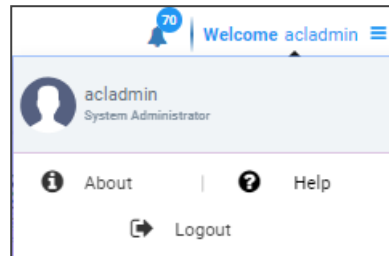 70
Welcome acladmin
acladmin
System Administrator
About | Help
Logout